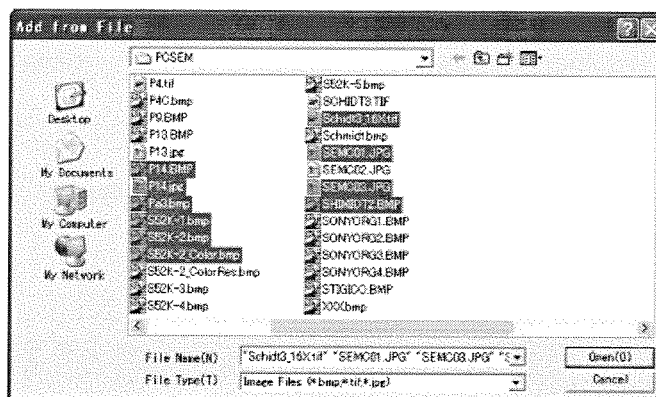 Add from File
PCSEM
Desktop
My Documents
My Computer
My Network
P4.tif
P4C.bmp
P9.BMP
P13.BMP
P13.jpg
P14.BMP
P14.jpg
Pa3.bmp
S52K-1.bmp
S52K-2.bmp
S52K-2_Color.bmp
S52K-2_ColorRes.bmp
S52K-3.bmp
S52K-4.bmp
S52K-5.bmp
SCHIDT3.TIF
Schidt3_16X.tif
Schmidt.bmp
SEMC01.JPG
SEMC02.JPG
SEMC03.JPG
SHIMIDT2.BMP
SONYORG1.BMP
SONYORG2.BMP
SONYORG3.BMP
SONYORG4.BMP
STIGIDO.BMP
XXX.bmp
File Name(N) "Schidt3_16X.tif" "SEMC01.JPG" "SEMC03.JPG" "S
Open(O)
File Type(T) Image Files (*.bmp;*.tif;*.jpg)
Cancel